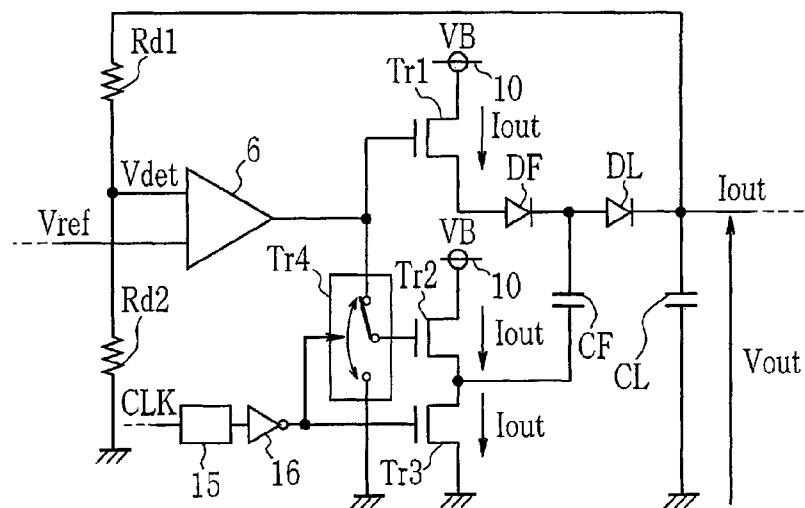 Rd1
VB
Tr1
10
Iout
6
Vdet
DF
DL
Iout
Vref
Tr4
VB
Tr2
10
Rd2
Iout
CF
CL
Vout
CLK
Iout
15
16
Tr3